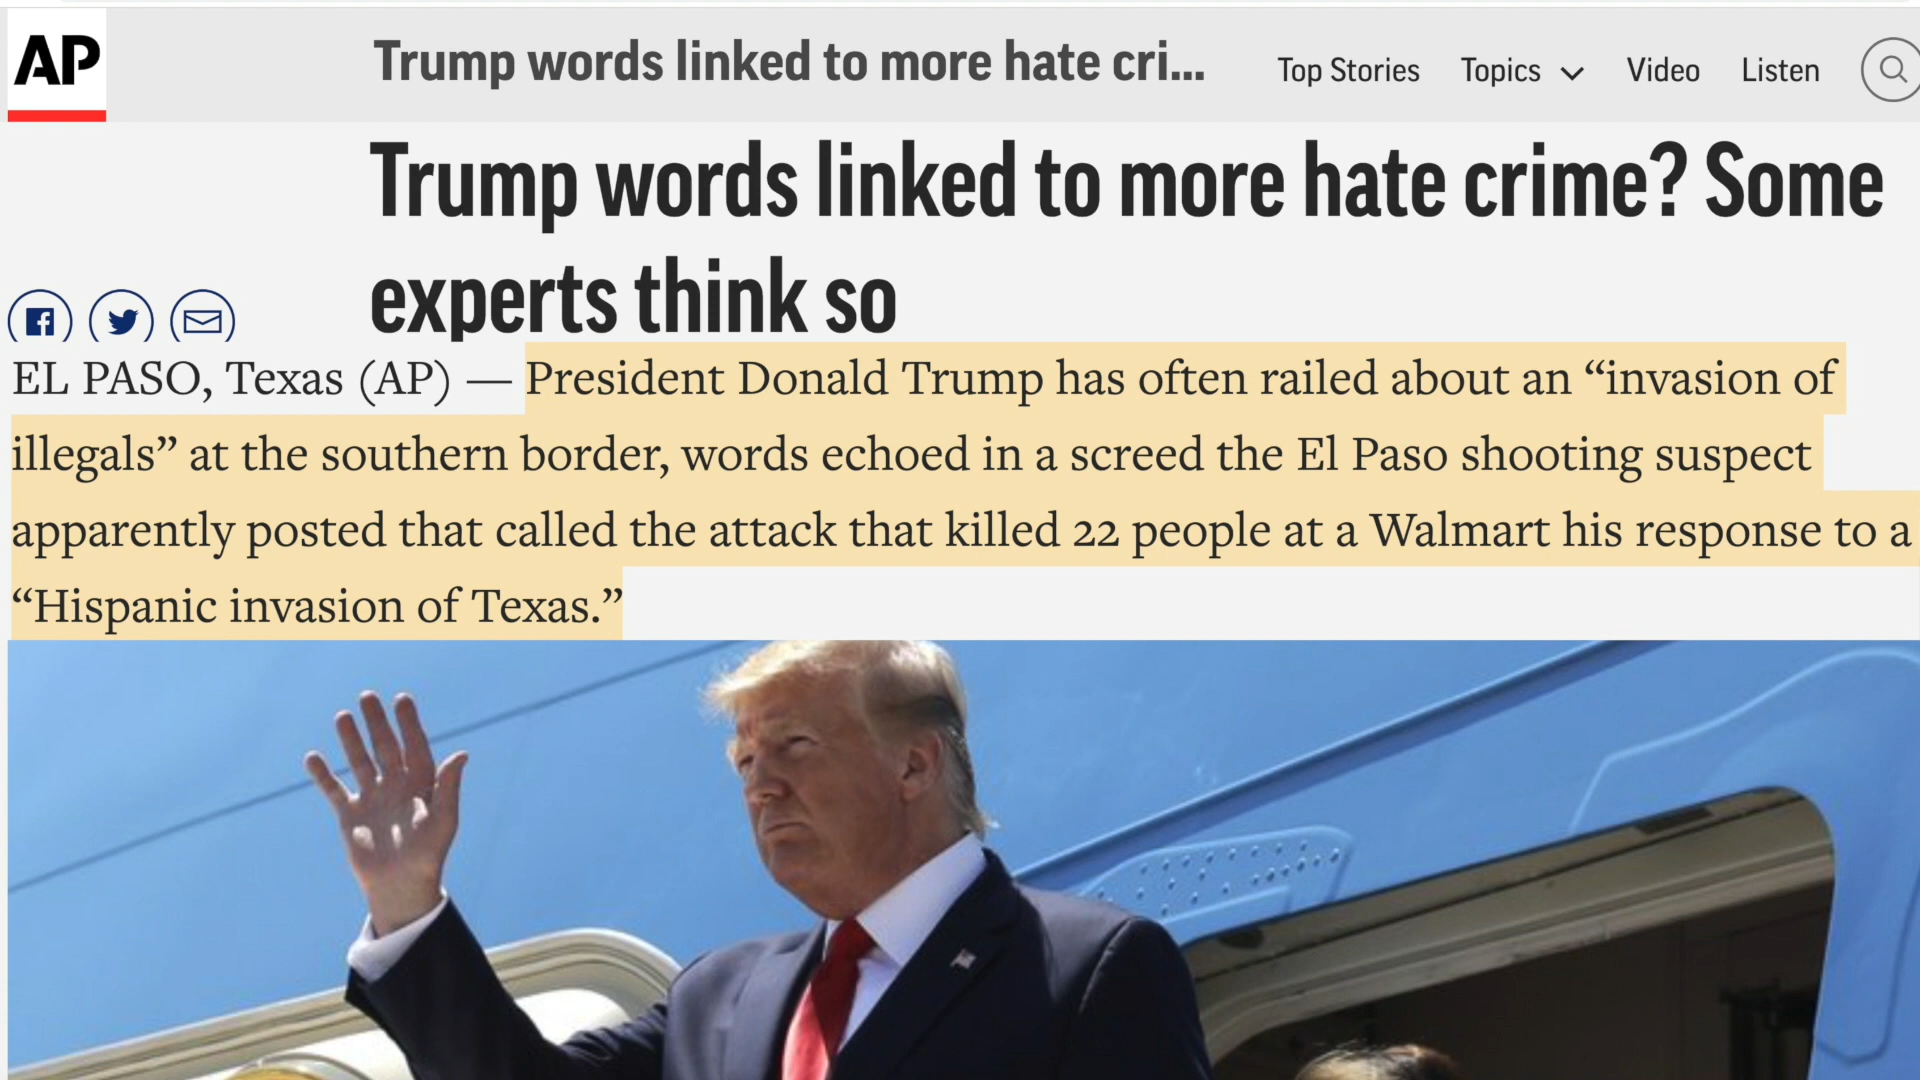 AP
Trump words linked to more hate cri...
Top Stories
Topics
Video
Listen
Trump words linked to more hate crime? Some
experts think so
EL PASO, Texas (AP) — President Donald Trump has often railed about an “invasion of
illegals” at the southern border, words echoed in a screed the El Paso shooting suspect
apparently posted that called the attack that killed 22 people at a Walmart his response to a
“Hispanic invasion of Texas.”